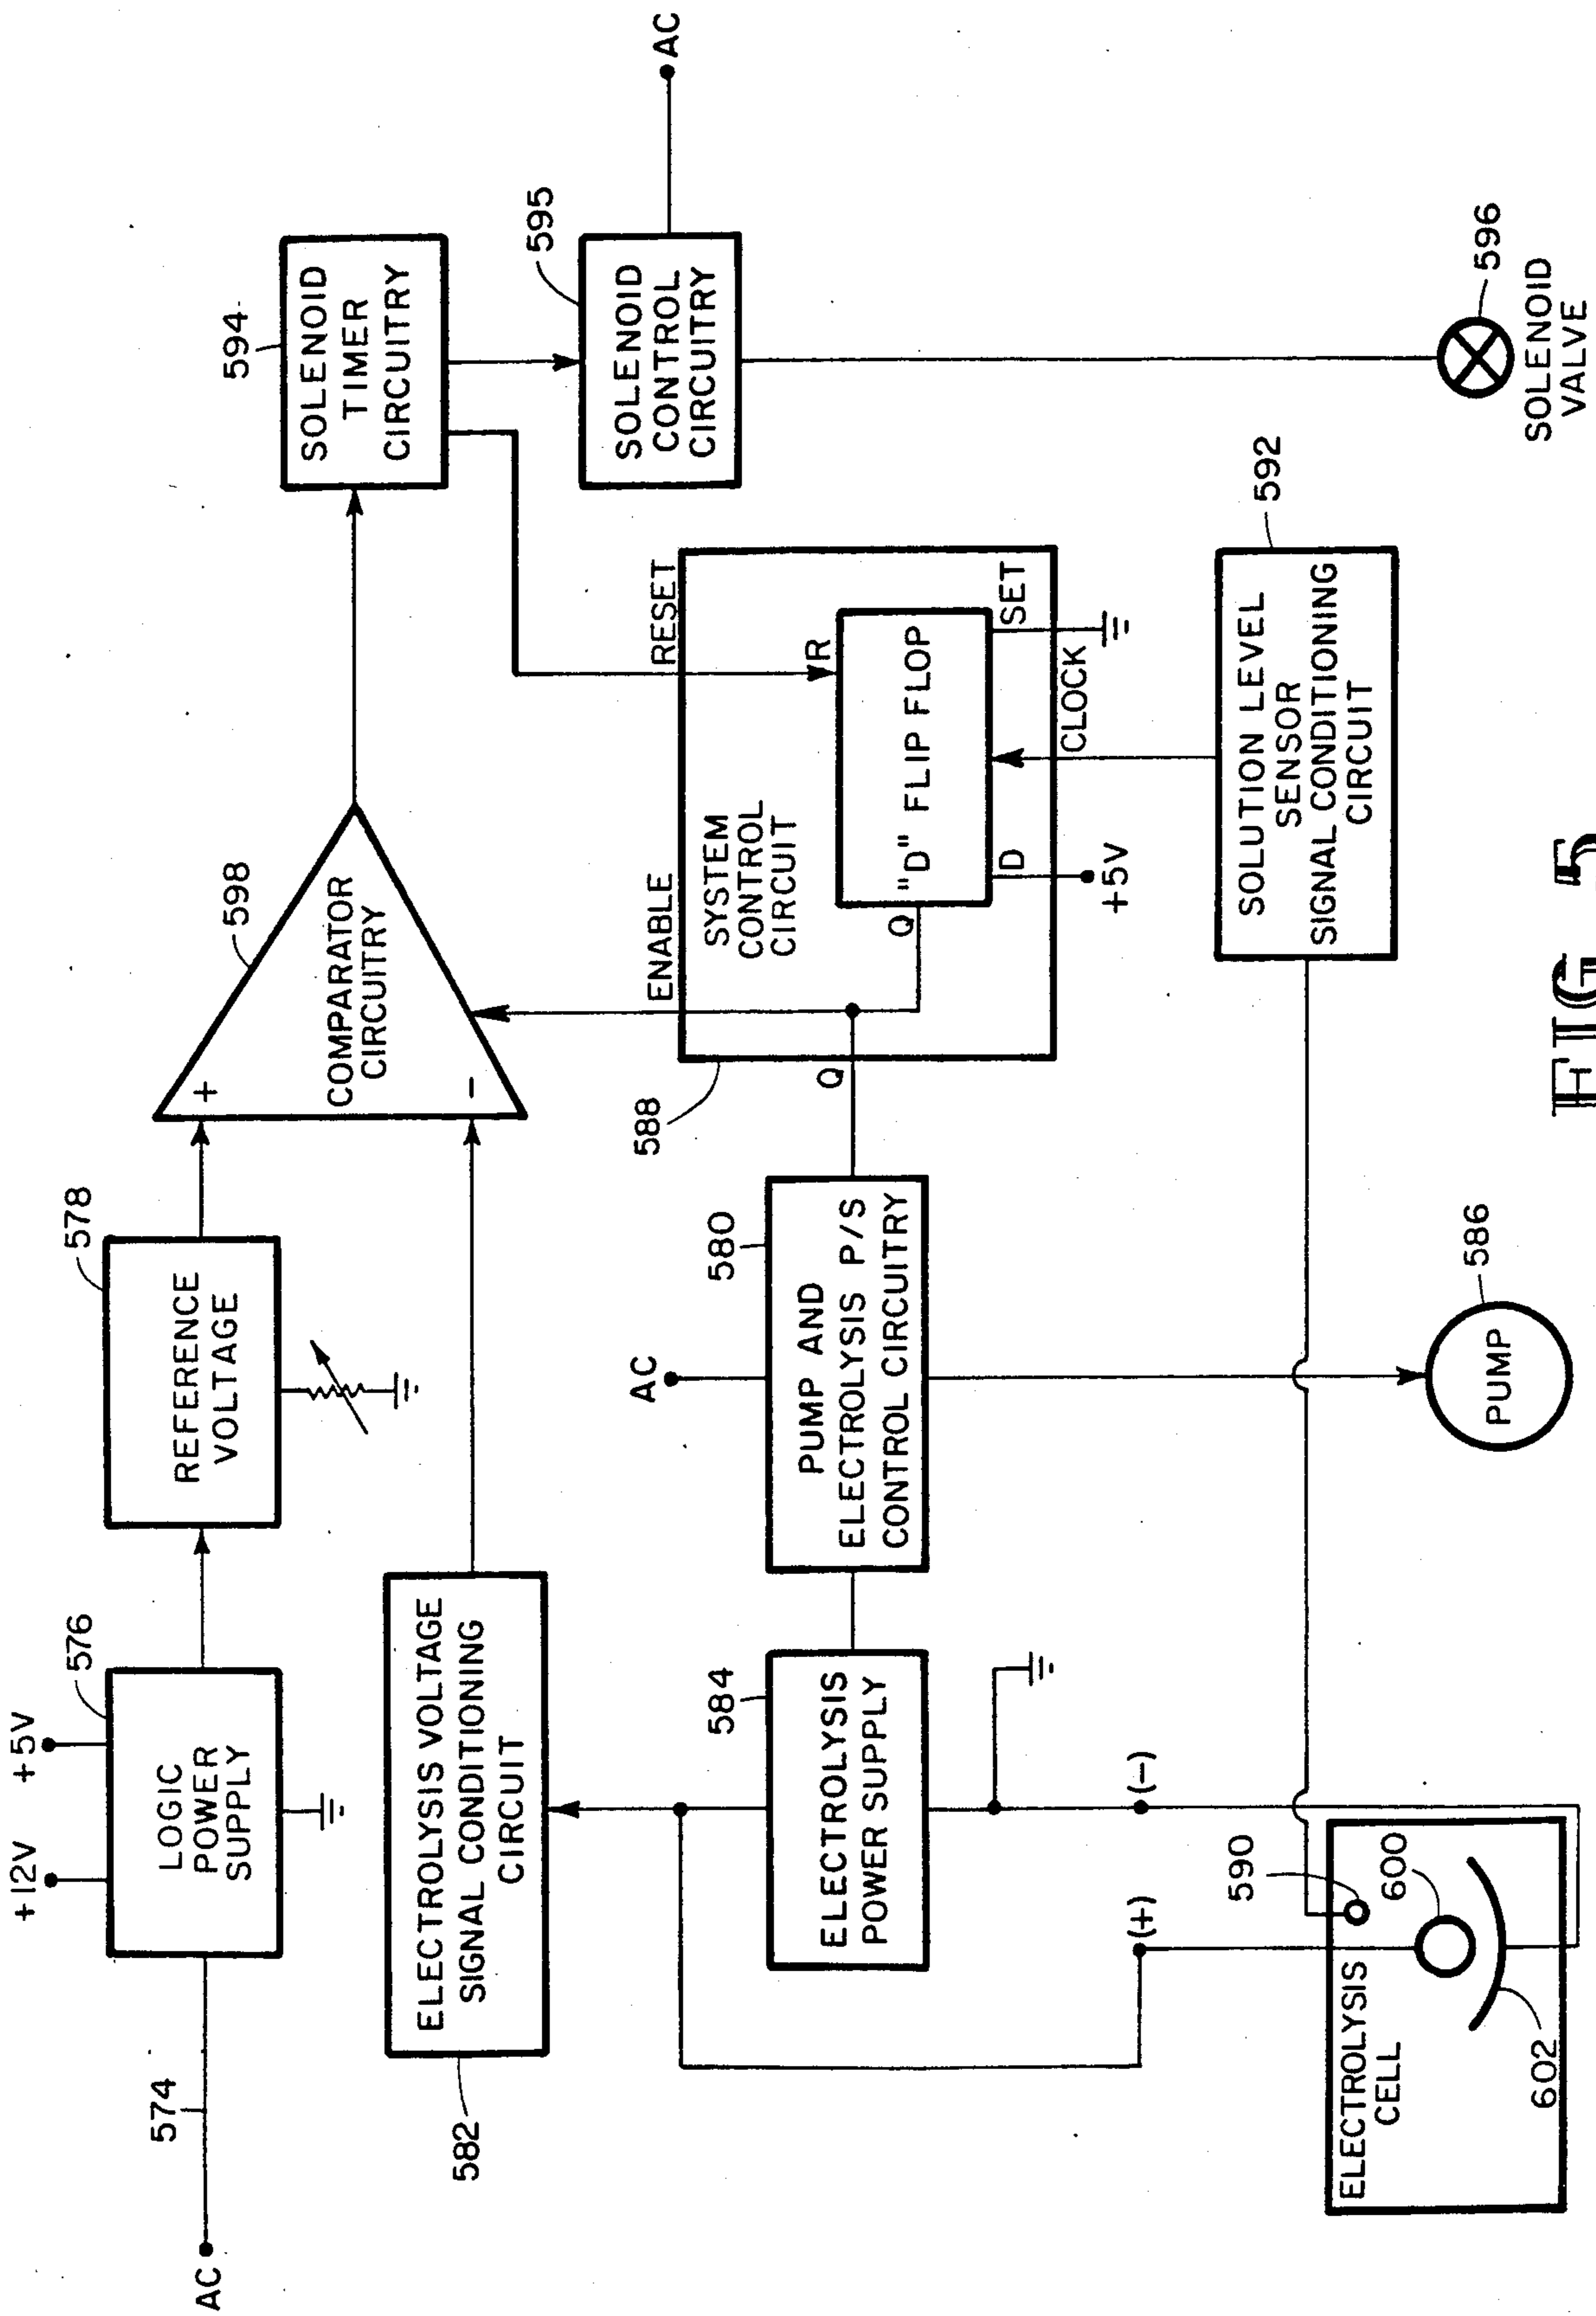 AC
574
+12V
+5V
576
LOGIC
POWER
SUPPLY
578
REFERENCE
VOLTAGE
598
+
−
COMPARATOR
CIRCUITRY
594
SOLENOID
TIMER
CIRCUITRY
595
SOLENOID
CONTROL
CIRCUITRY
AC
582
ELECTROLYSIS VOLTAGE
SIGNAL CONDITIONING
CIRCUIT
584
ELECTROLYSIS
POWER SUPPLY
AC
580
PUMP AND
ELECTROLYSIS P/S
CONTROL CIRCUITRY
588
ENABLE
RESET
SYSTEM
CONTROL
CIRCUIT
Q
Q
R
"D" FLIP FLOP
D
SET
CLOCK
+5V
(+)
(−)
592
SOLUTION LEVEL
SENSOR
SIGNAL CONDITIONING
CIRCUIT
ELECTROLYSIS
CELL
590
600
602
586
PUMP
596
SOLENOID
VALVE
FIG 5